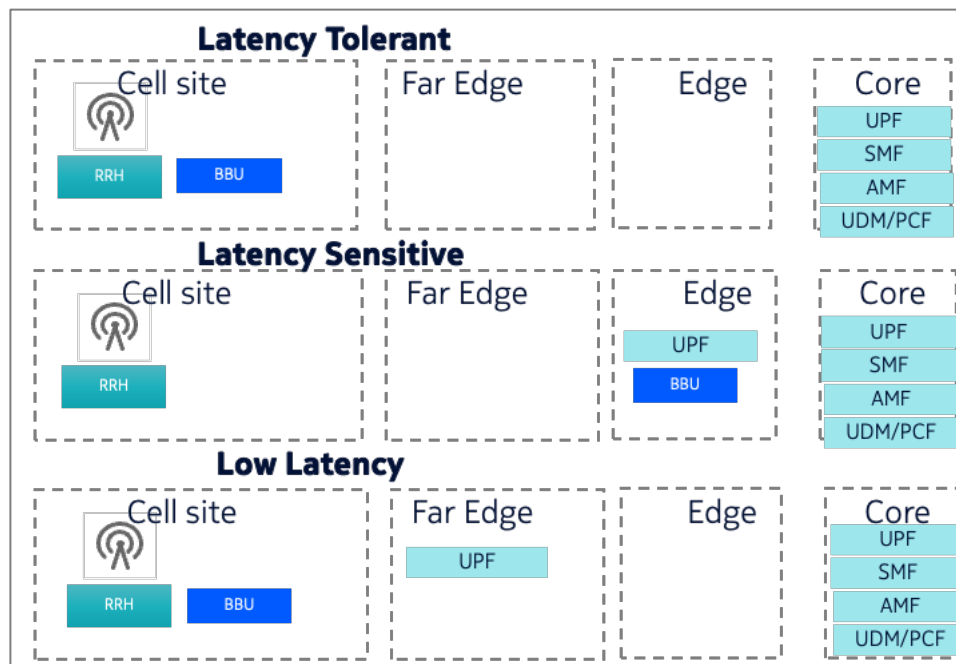 Latency Tolerant
Cell site
Far Edge
Edge
Core
RRH
BBU
UPF
SMF
AMF
UDM/PCF
Latency Sensitive
Cell site
Far Edge
Edge
Core
RRH
UPF
BBU
UPF
SMF
AMF
UDM/PCF
Low Latency
Cell site
Far Edge
Edge
Core
RRH
BBU
UPF
UPF
SMF
AMF
UDM/PCF